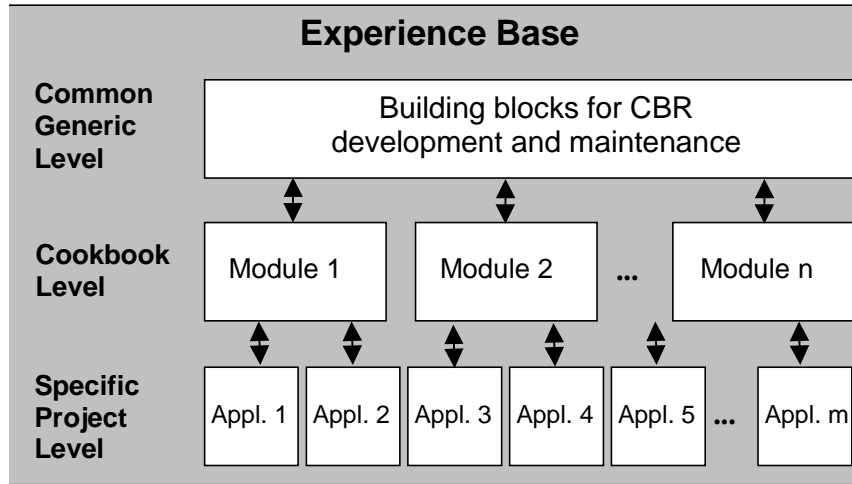 Experience Base
Common
Generic
Level
Building blocks for CBR
development and maintenance
Cookbook
Level
Module 1
Module 2
...
Module n
Specific
Project
Level
Appl. 1
Appl. 2
Appl. 3
Appl. 4
Appl. 5
...
Appl. m